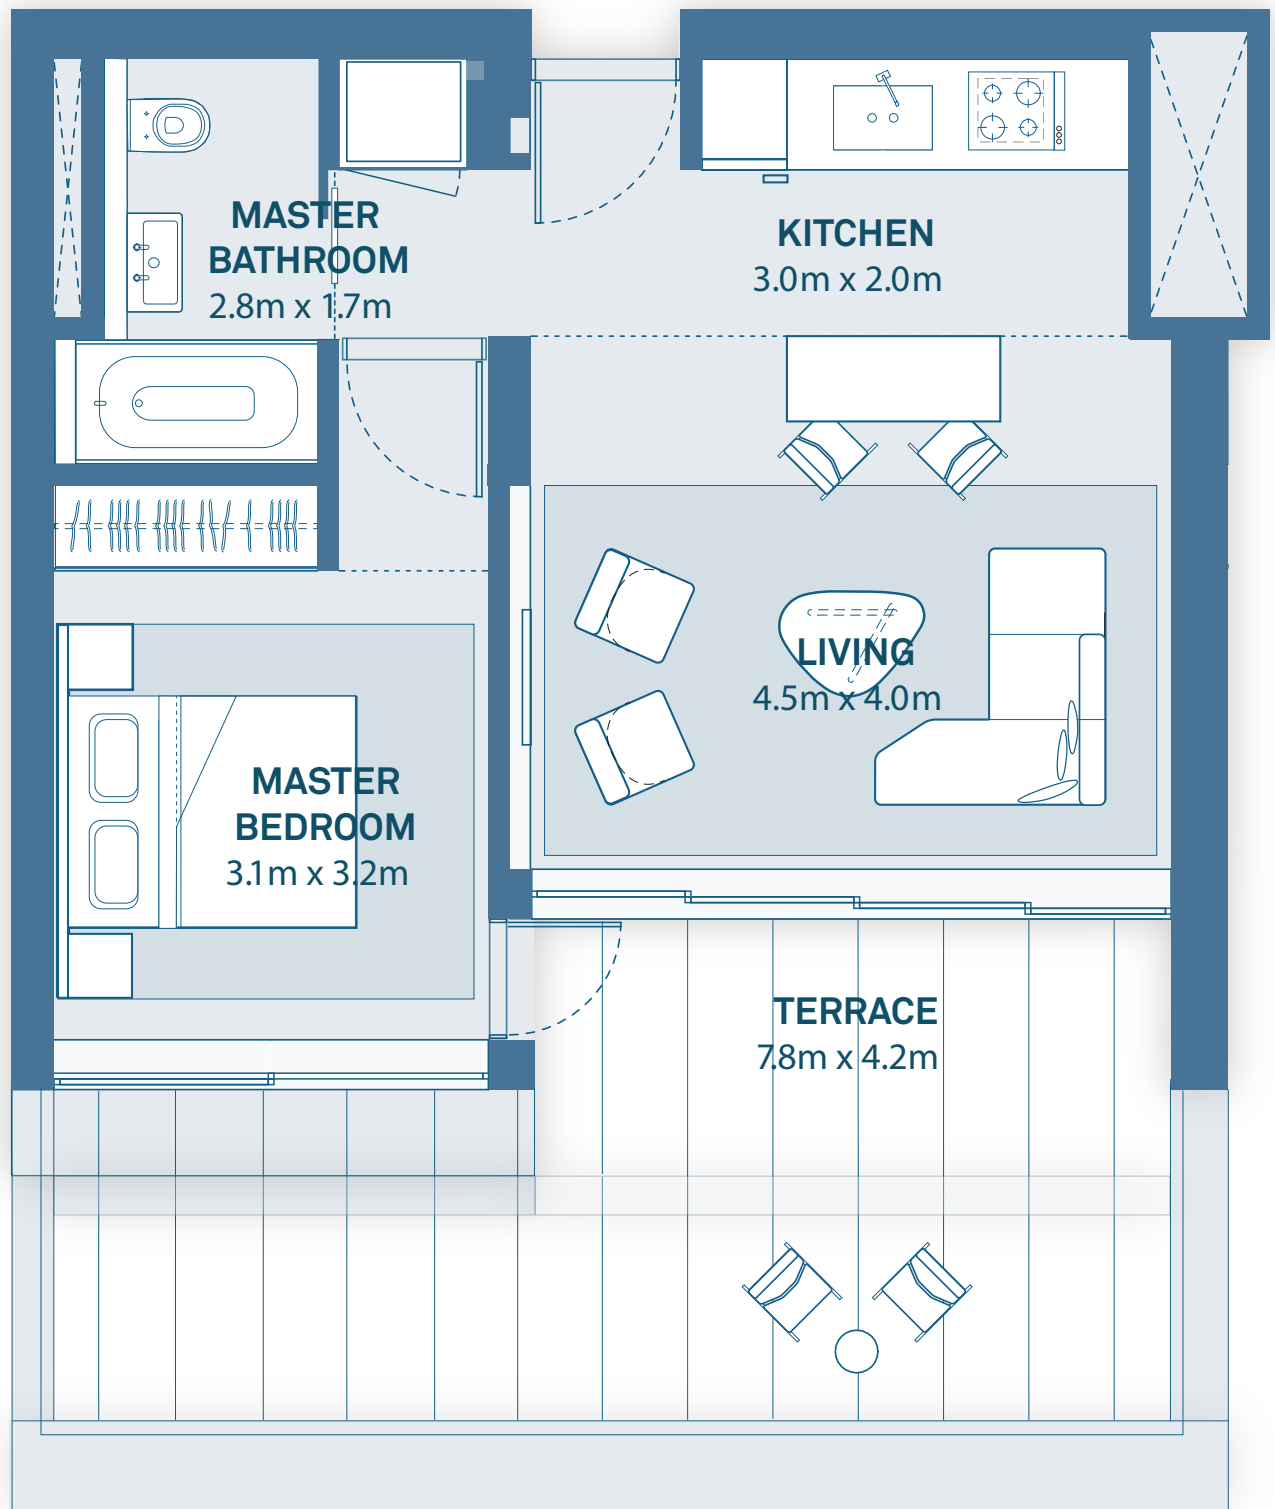 MASTER
BATHROOM
2.8m x 1.7m
KITCHEN
3.0m x 2.0m
LIVING
4.5m x 4.0m
MASTER
BEDROOM
3.1m x 3.2m
TERRACE
7.8m x 4.2m